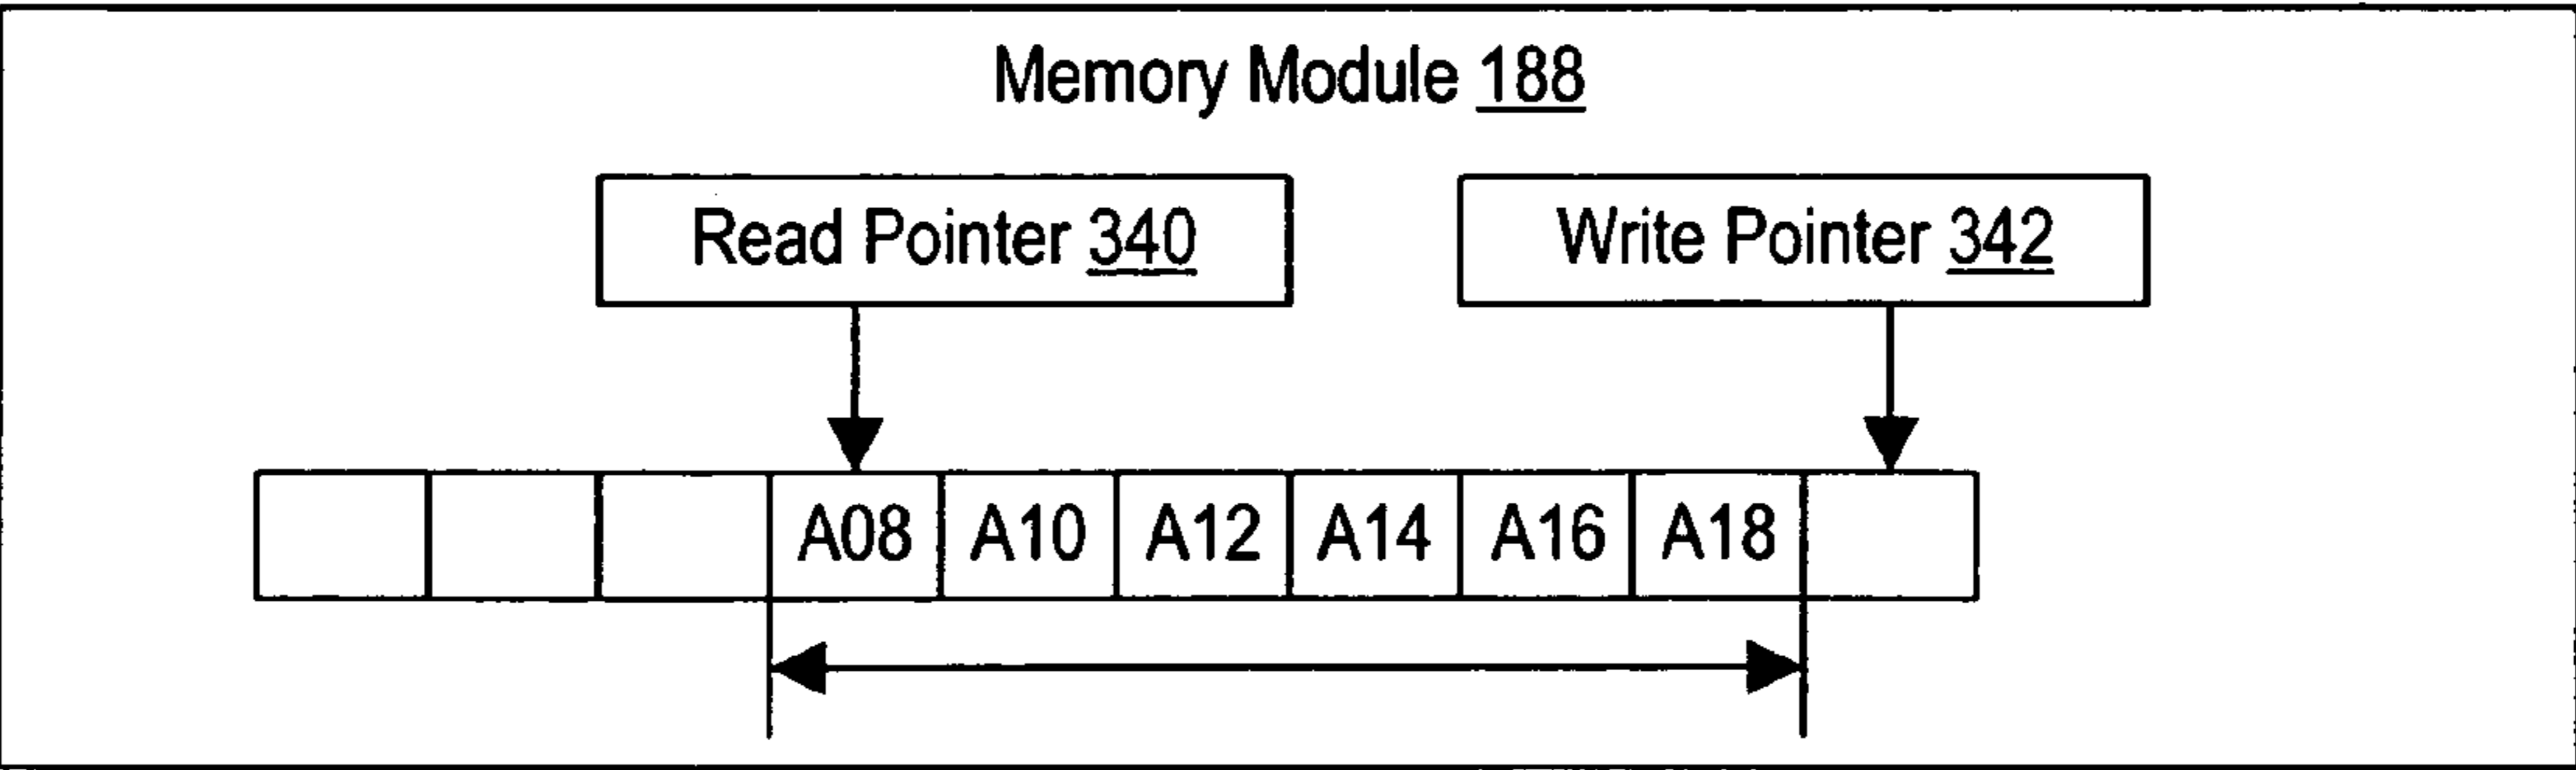 Memory Module 188
Read Pointer 340 Write Pointer 342
A08 A10 A12 A14 A16 A18